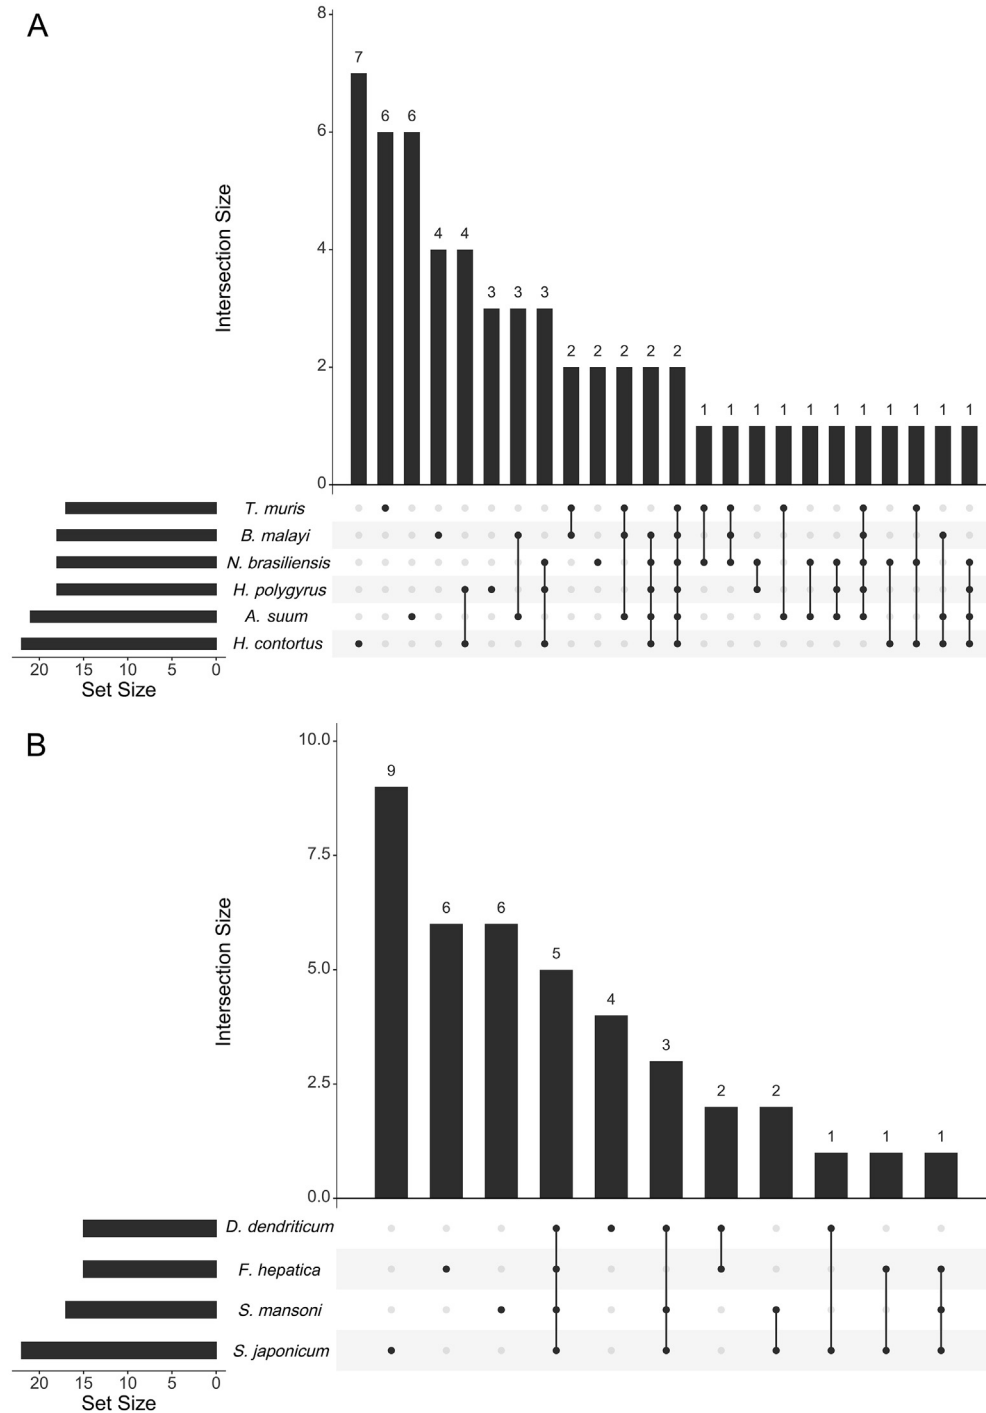 A
8
7
6 6
6
4 4
4
3 3 3
2 2 2 2 2
2
1 1 1 1 1 1 1 1 1 1 1
0
Intersection Size
T. muris
B. malayi
N. brasiliensis
H. polygyrus
A. suum
H. contortus
20 15 10 5 0
Set Size
B
10.0
9
7.5
6 6
5
5.0
4
3
2.5
2 2
1 1 1
0.0
Intersection Size
D. dendriticum
F. hepatica
S. mansoni
S. japonicum
20 15 10 5 0
Set Size